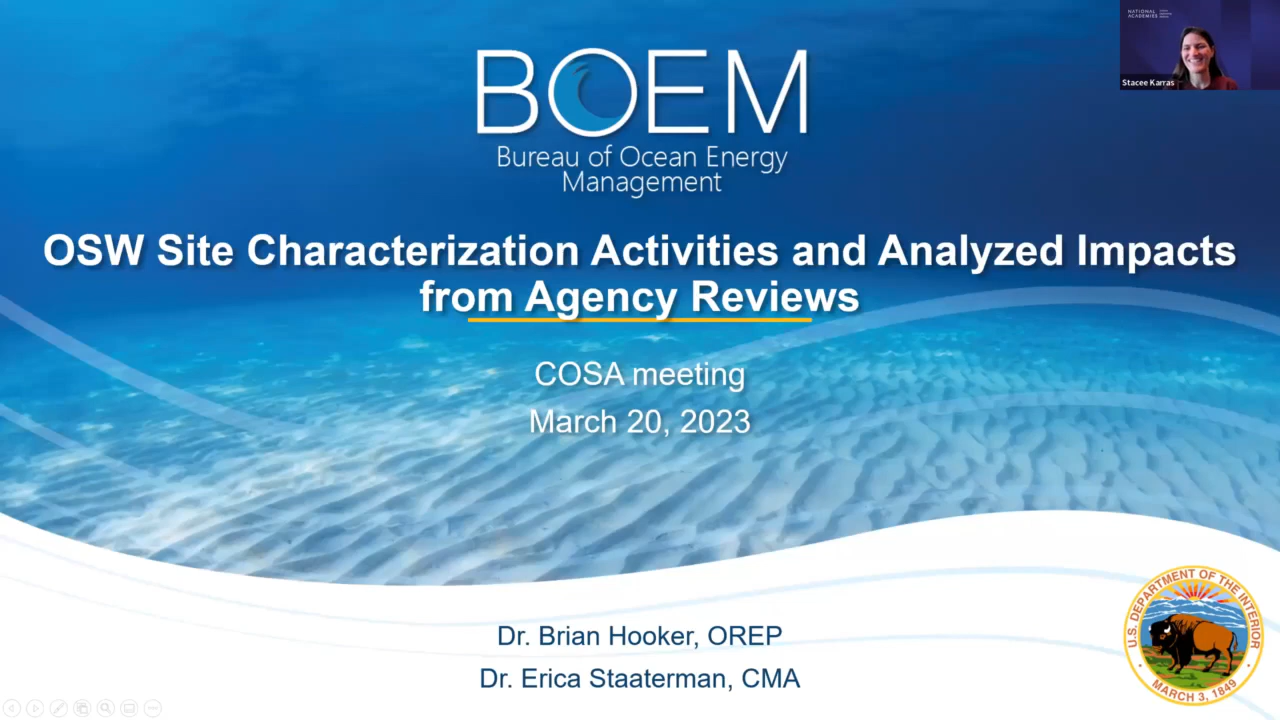 NATIONAL
ACADEMIES
Stacee Karras
BOEM
Bureau of Ocean Energy
Management
OSW Site Characterization Activities and Analyzed Impacts
from Agency Reviews
COSA meeting
March 20, 2023
Dr. Brian Hooker, OREP
Dr. Erica Staaterman, CMA
U.S. DEPARTMENT OF THE INTERIOR
MARCH 3, 1849